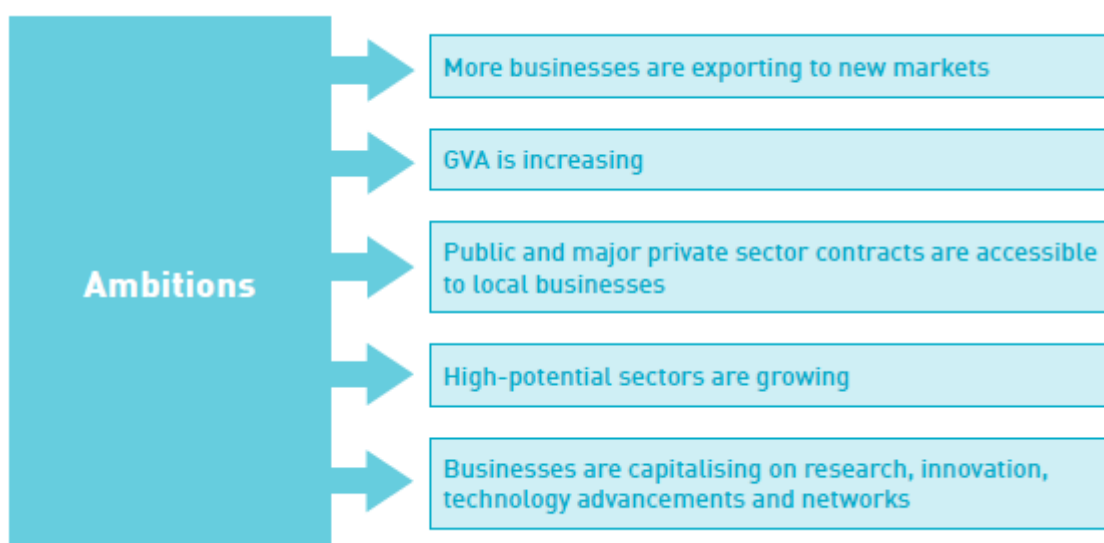 Ambitions
More businesses are exporting to new markets
GVA is increasing
Public and major private sector contracts are accessible
to local businesses
High-potential sectors are growing
Businesses are capitalising on research, innovation,
technology advancements and networks